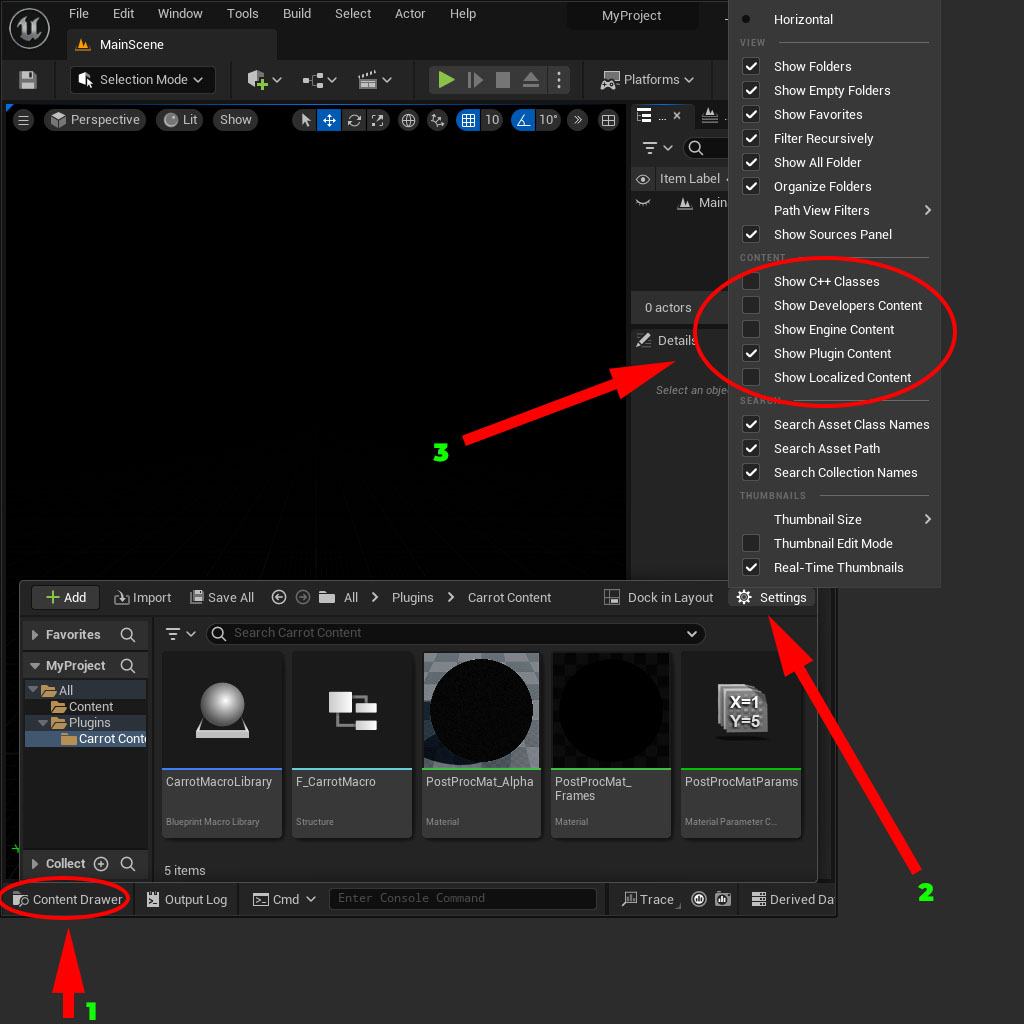 File Edit Window Tools Build Select Actor Help MyProject
MainScene
Selection Mode Platforms
Perspective Lit Show 10 10° ...
Item Label
Main
0 actors
Details
Select an obje
Horizontal
VIEW
Show Folders
Show Empty Folders
Show Favorites
Filter Recursively
Show All Folder
Organize Folders
Path View Filters
Show Sources Panel
CONTENT
Show C++ Classes
Show Developers Content
Show Engine Content
Show Plugin Content
Show Localized Content
SEARCH
Search Asset Class Names
Search Asset Path
Search Collection Names
THUMBNAILS
Thumbnail Size
Thumbnail Edit Mode
Real-Time Thumbnails
3
Add Import Save All All Plugins Carrot Content Dock in Layout Settings
Favorites
Search Carrot Content
MyProject
All
Content
Plugins
Carrot Conte
X=1
Y=5
CarrotMacroLibrary
Blueprint Macro Library
F_CarrotMacro
Structure
PostProcMat_Alpha
Material
PostProcMat_
Frames
Material
PostProcMatParams
Material Parameter C...
Collect
5 items
Content Drawer Output Log Cmd Enter Console Command Trace Derived Da
2
1